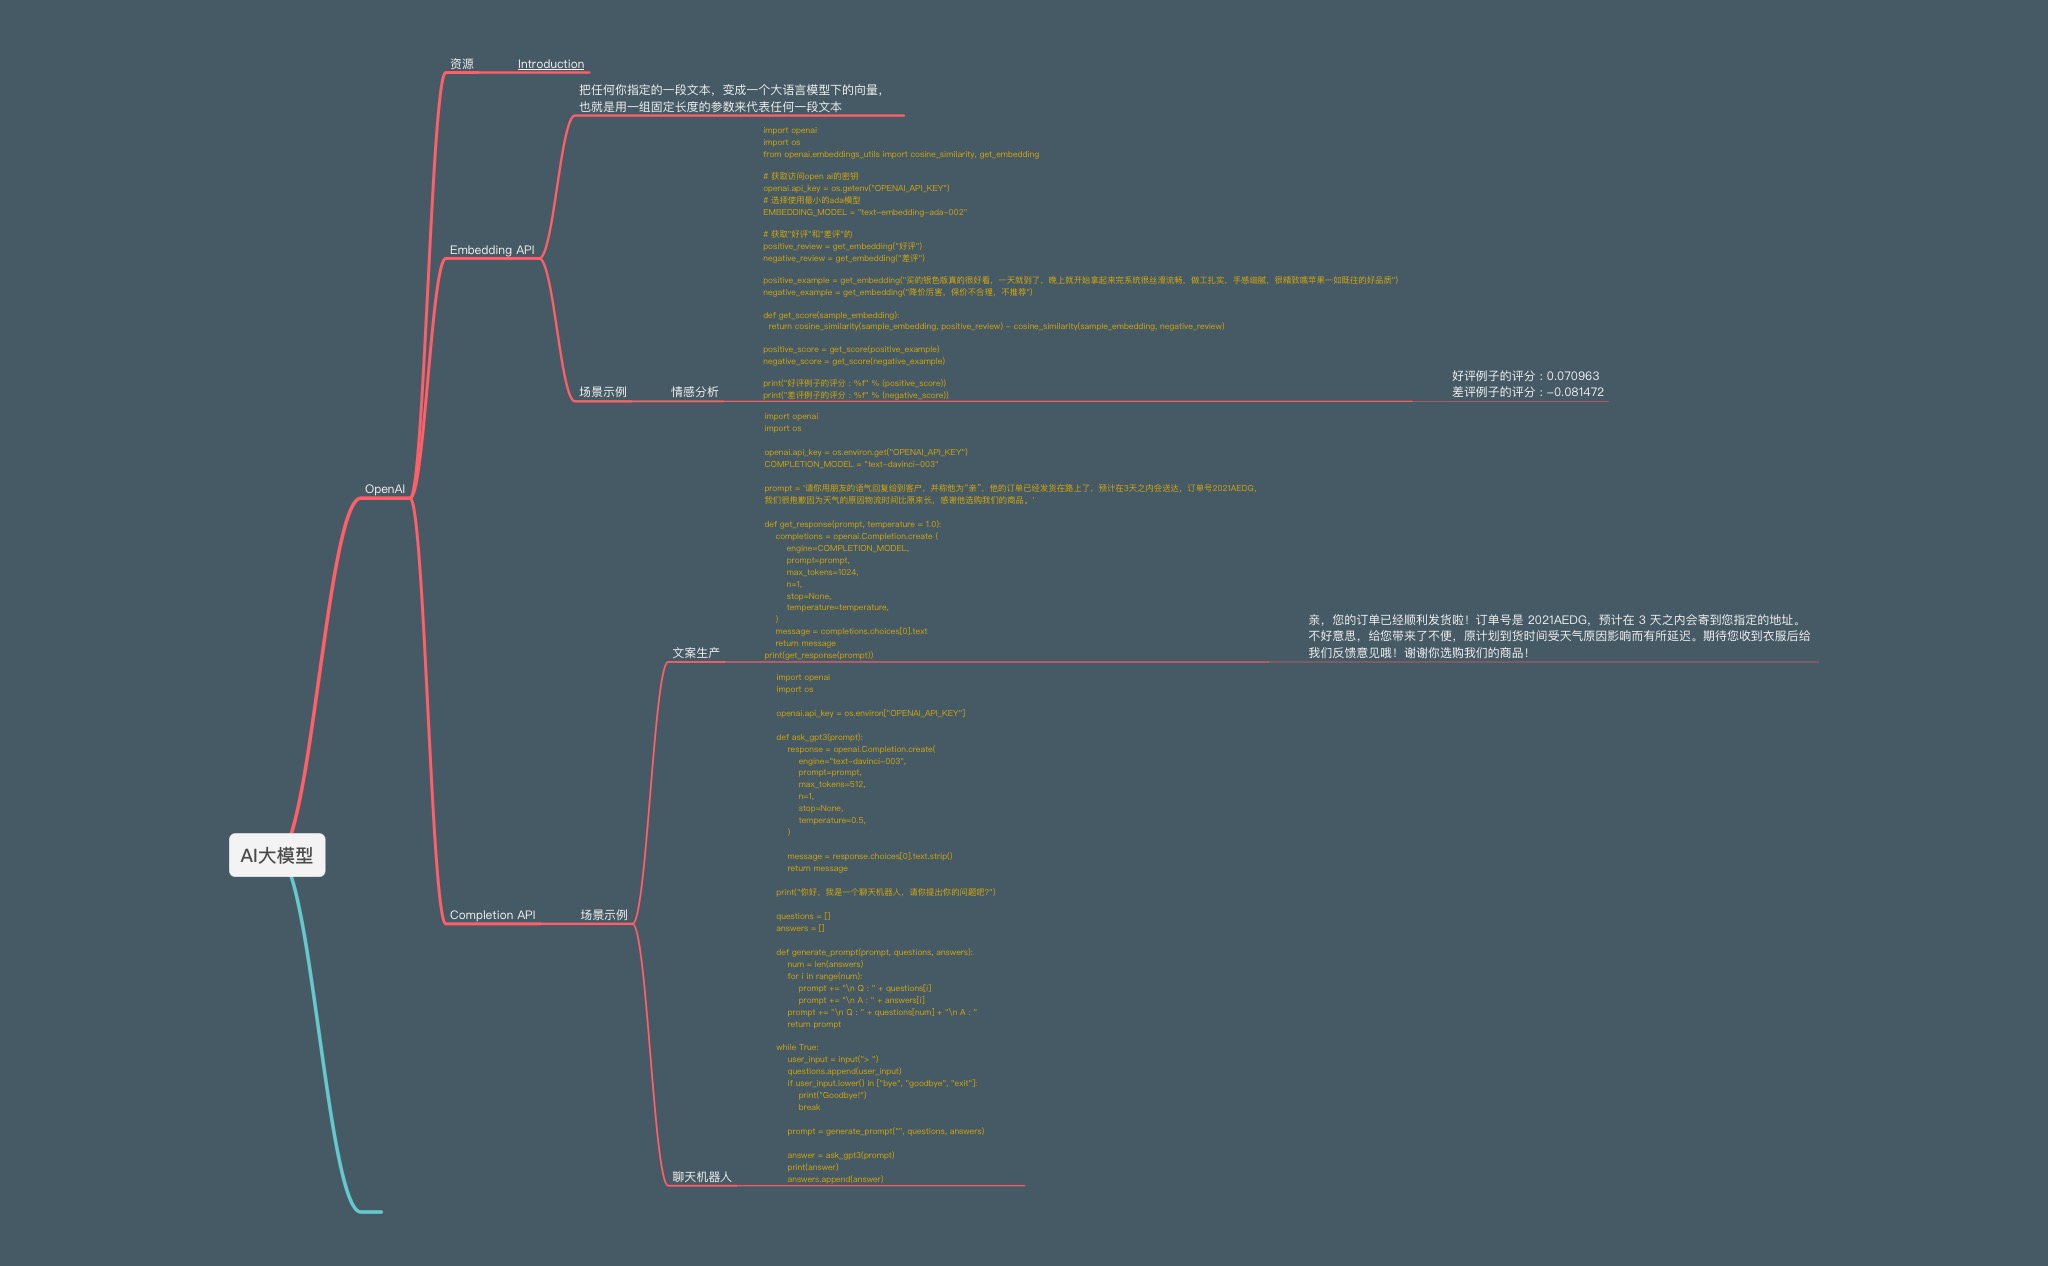 AI大模型
OpenAI
资源
Introduction
Embedding API
把任何你指定的一段文本，变成一个大语言模型下的向量，
也就是用一组固定长度的参数来代表任何一段文本
场景示例
情感分析
import openai
import os
from openai.embeddings_utils import cosine_similarity, get_embedding
# 获取访问open ai的密钥
openai.api_key = os.getenv("OPENAI_API_KEY")
# 选择使用最小的ada模型
EMBEDDING_MODEL = "text-embedding-ada-002"
# 获取"好评"和"差评"的
positive_review = get_embedding("好评")
negative_review = get_embedding("差评")
positive_example = get_embedding("买的银色版真的很好看，一天就到了，晚上就开始拿起来完系统很丝滑流畅，做工扎实，手感细腻，很精致哦苹果一如既往的好品质")
negative_example = get_embedding("降价厉害，保价不合理，不推荐")
def get_score(sample_embedding):
  return cosine_similarity(sample_embedding, positive_review) - cosine_similarity(sample_embedding, negative_review)
positive_score = get_score(positive_example)
negative_score = get_score(negative_example)
print("好评例子的评分 : %f" % (positive_score))
print("差评例子的评分 : %f" % (negative_score))
好评例子的评分 : 0.070963
差评例子的评分 : -0.081472
Completion API
场景示例
文案生产
import openai
import os
openai.api_key = os.environ.get("OPENAI_API_KEY")
COMPLETION_MODEL = "text-davinci-003"
prompt = '请你用朋友的语气回复给到客户，并称他为“亲”，他的订单已经发货在路上了，预计在3天之内会送达，订单号2021AEDG，
我们很抱歉因为天气的原因物流时间比原来长，感谢他选购我们的商品。'
def get_response(prompt, temperature = 1.0):
    completions = openai.Completion.create (
        engine=COMPLETION_MODEL,
        prompt=prompt,
        max_tokens=1024,
        n=1,
        stop=None,
        temperature=temperature,
    )
    message = completions.choices[0].text
    return message
print(get_response(prompt))
亲，您的订单已经顺利发货啦！订单号是 2021AEDG，预计在 3 天之内会寄到您指定的地址。
不好意思，给您带来了不便，原计划到货时间受天气原因影响而有所延迟。期待您收到衣服后给
我们反馈意见哦！谢谢你选购我们的商品！
聊天机器人
import openai
import os
openai.api_key = os.environ["OPENAI_API_KEY"]
def ask_gpt3(prompt):
    response = openai.Completion.create(
        engine="text-davinci-003",
        prompt=prompt,
        max_tokens=512,
        n=1,
        stop=None,
        temperature=0.5,
    )
    message = response.choices[0].text.strip()
    return message
print("你好，我是一个聊天机器人，请你提出你的问题吧?")
questions = []
answers = []
def generate_prompt(prompt, questions, answers):
    num = len(answers)
    for i in range(num):
        prompt += "\n Q : " + questions[i]
        prompt += "\n A : " + answers[i]
    prompt += "\n Q : " + questions[num] + "\n A : "
    return prompt
while True:
    user_input = input("> ")
    questions.append(user_input)
    if user_input.lower() in ["bye", "goodbye", "exit"]:
        print("Goodbye!")
        break
    prompt = generate_prompt("", questions, answers)
    answer = ask_gpt3(prompt)
    print(answer)
    answers.append(answer)